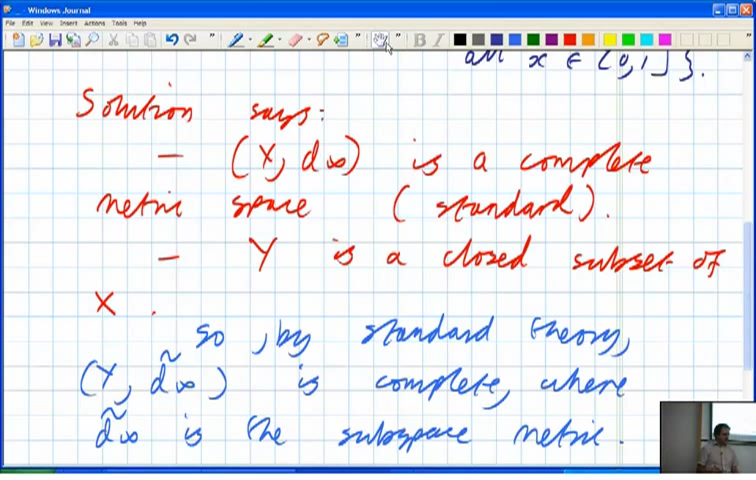 Windows Journal
File Edit View Insert Actions Tools Help
all x ∈ [0,1] }.
Solution says:
— (X, d∞) is a complete
metric space (standard).
— Y is a closed subset of
X.
so, by standard theory,
(Y, d̃∞) is complete, where
d̃∞ is the subspace metric.